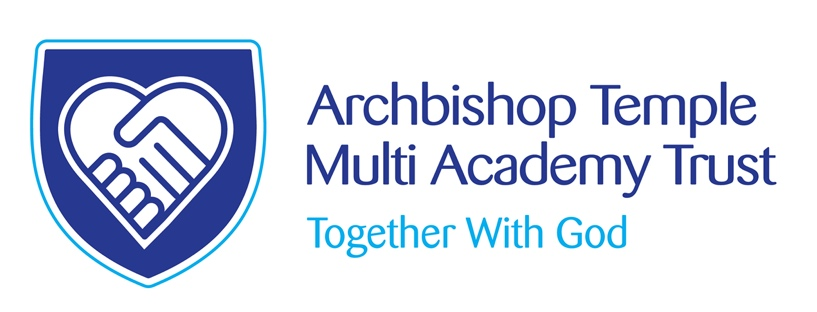 Archbishop Temple
Multi Academy Trust
Together With God